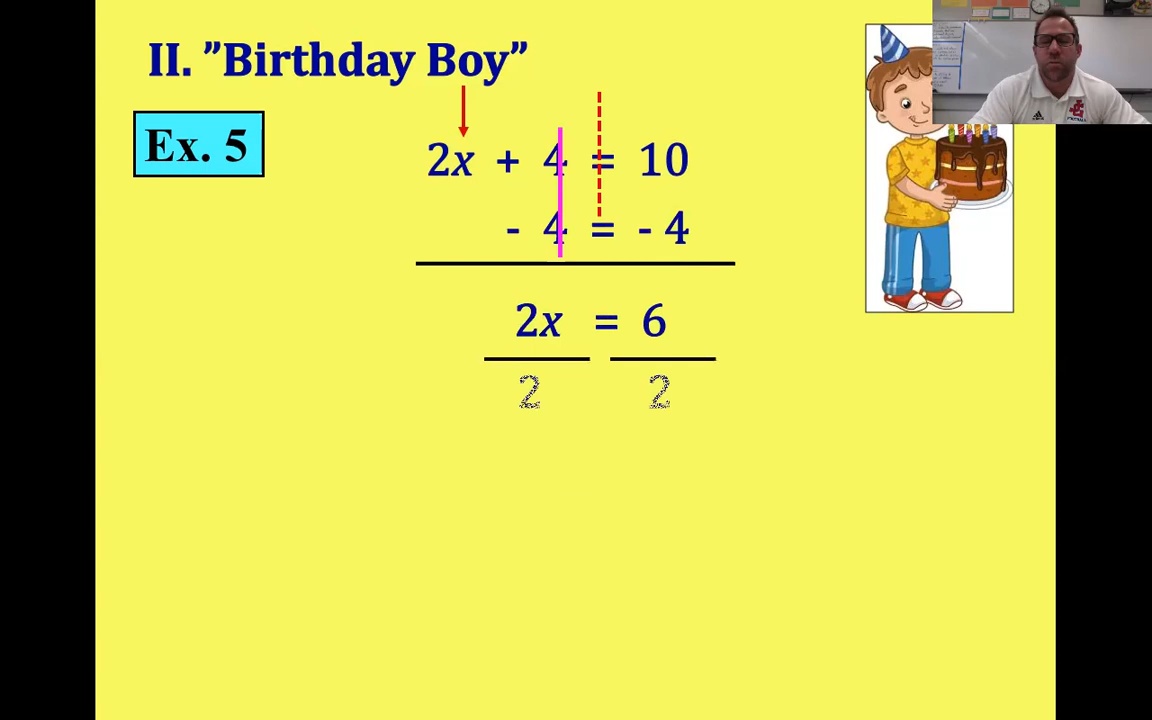 II. ”Birthday Boy”
Ex. 5
2x + 4 = 10
- 4 = - 4
2x = 6
2 2